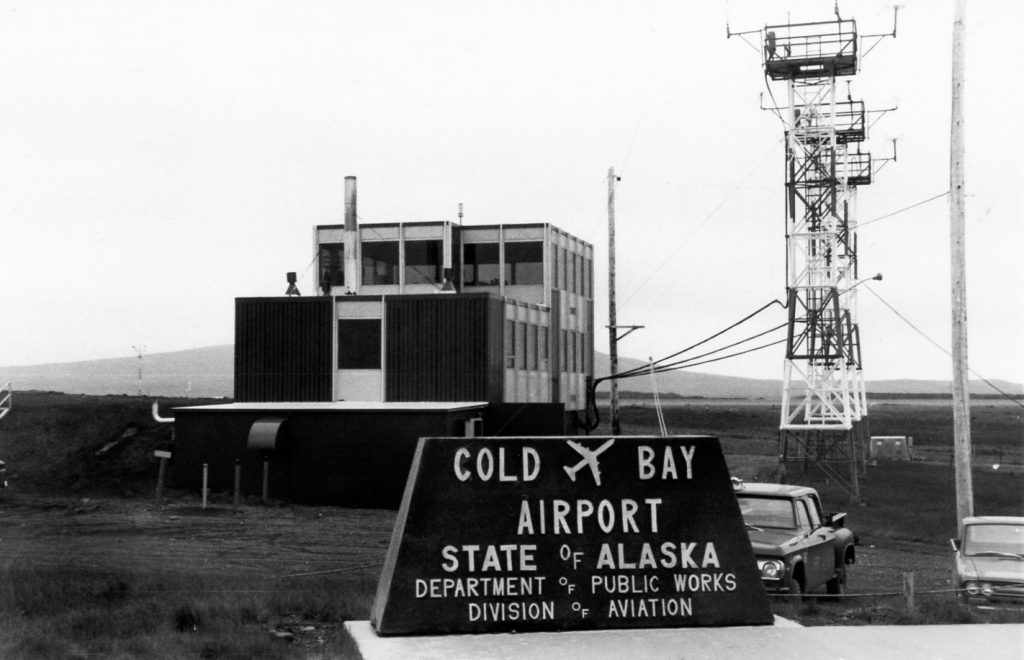 COLD BAY
AIRPORT
STATE OF ALASKA
DEPARTMENT OF PUBLIC WORKS
DIVISION OF AVIATION